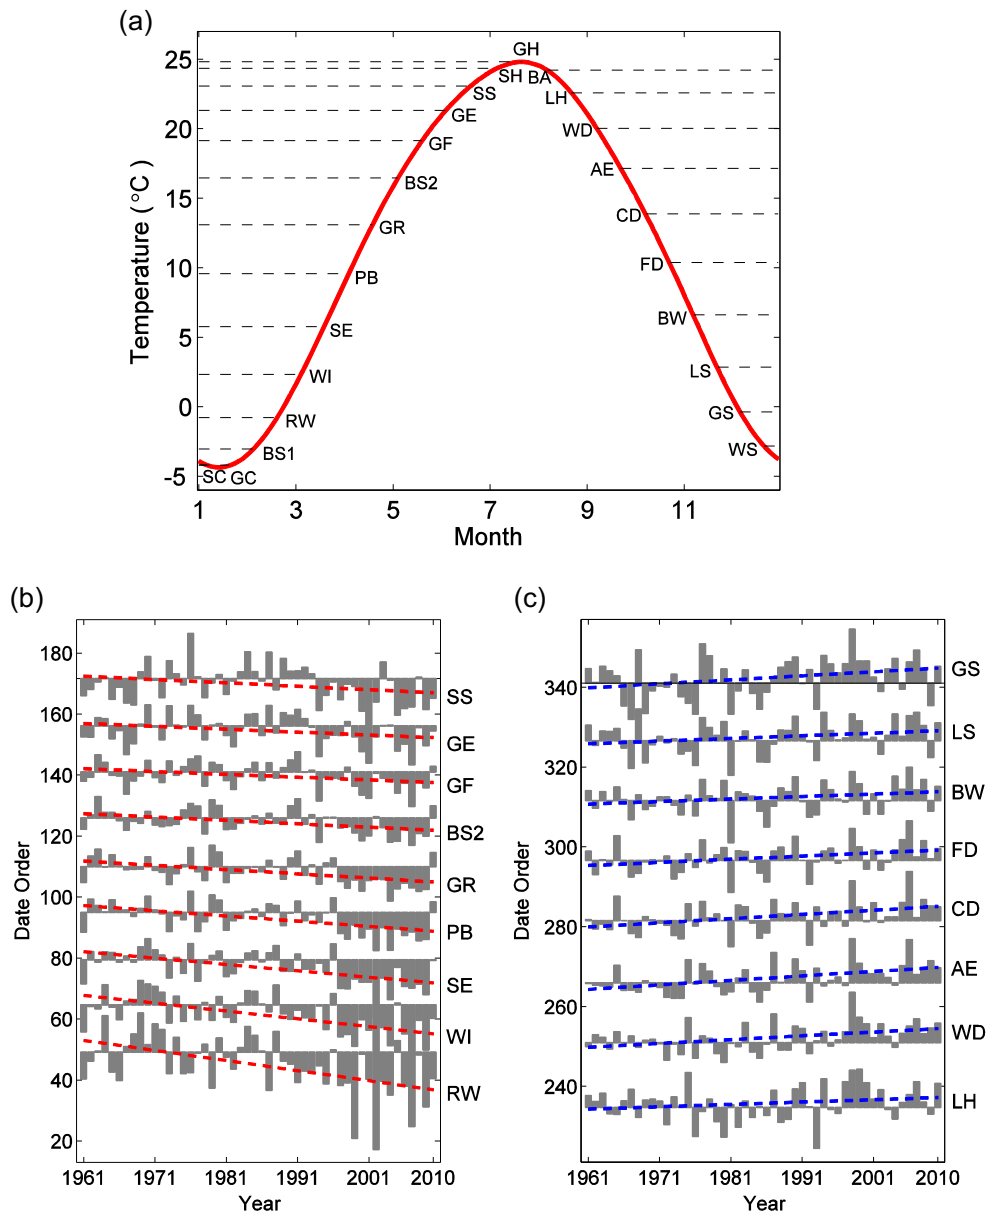 (a)
GH
25
SH BA
SS
LH
GE
20
WD
GF
AE
BS2
15
CD
GR
10
FD
PB
BW
5
SE
LS
WI
0
GS
RW
WS
BS1
-5
SC GC
1 3 5 7 9 11
Month
Temperature ( °C )
(b)
180
SS
160
GE
140
GF
BS2
120
GR
100
PB
80
SE
60
WI
40
RW
20
1961 1971 1981 1991 2001 2010
Year
Date Order
(c)
GS
340
LS
320
BW
300
FD
CD
280
AE
260
WD
240
LH
1961 1971 1981 1991 2001 2010
Year
Date Order